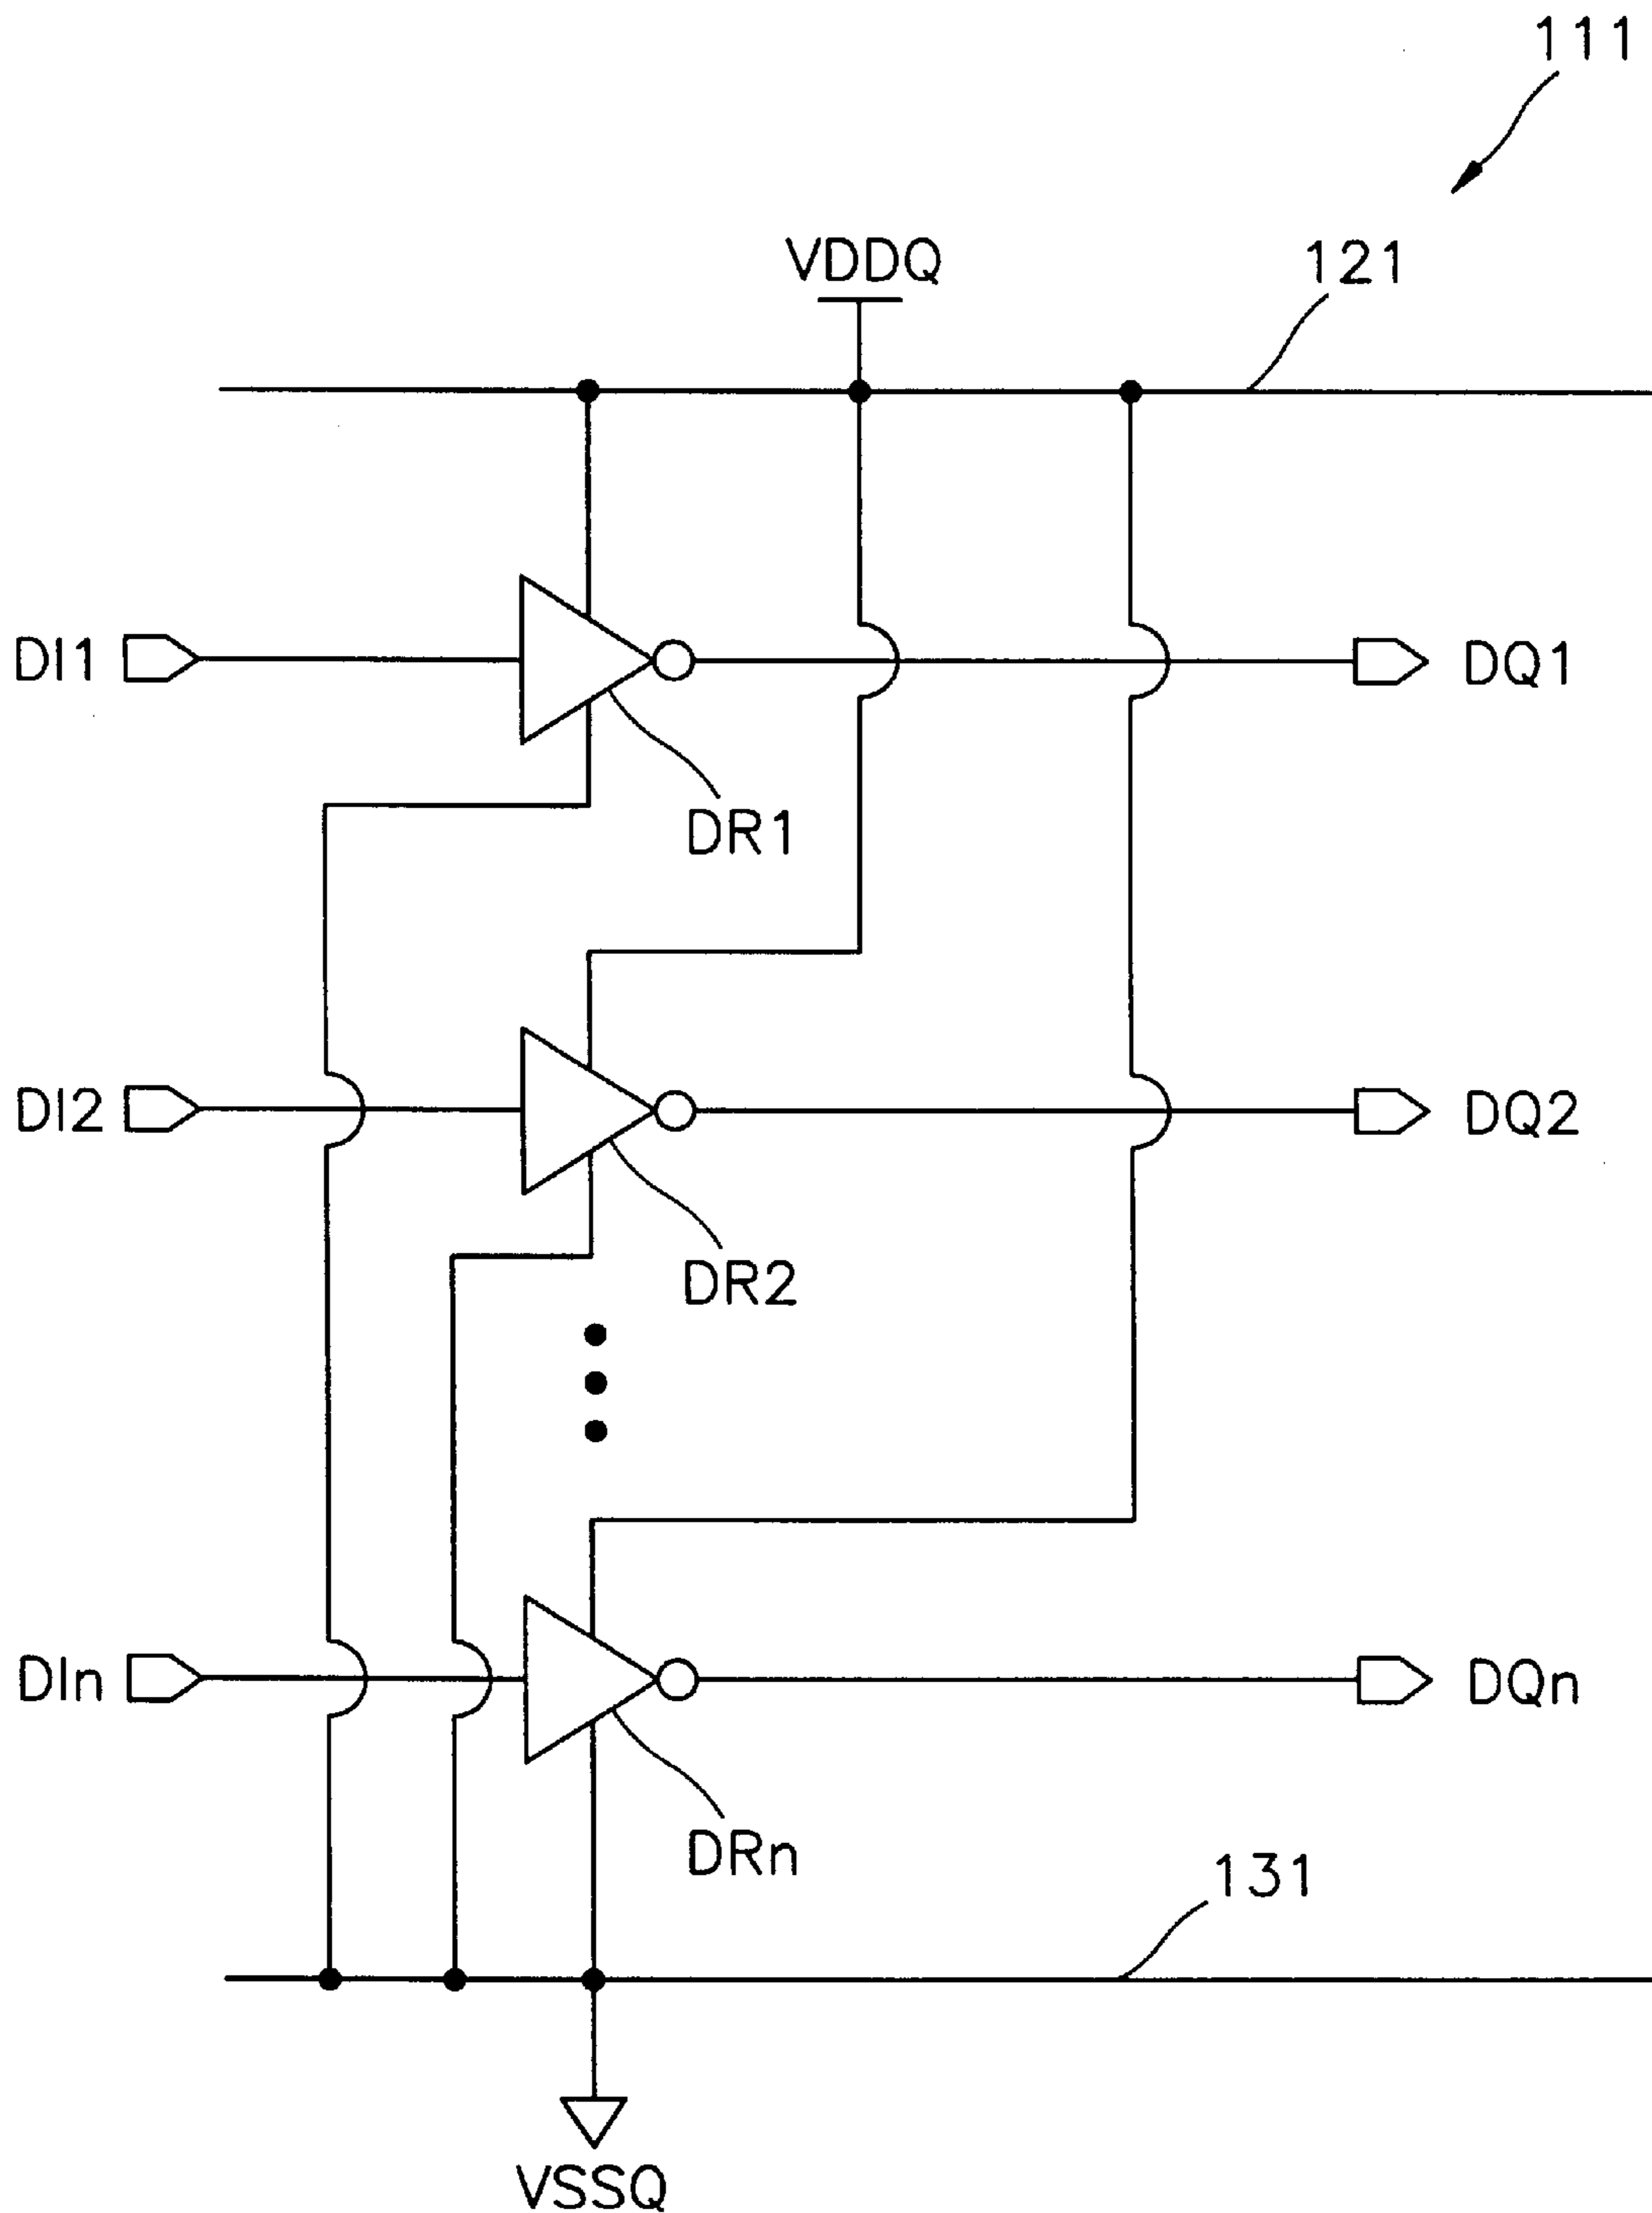 111
VDDQ
121
DI1
DQ1
DR1
DI2
DQ2
DR2
DIn
DQn
DRn
131
VSSQ